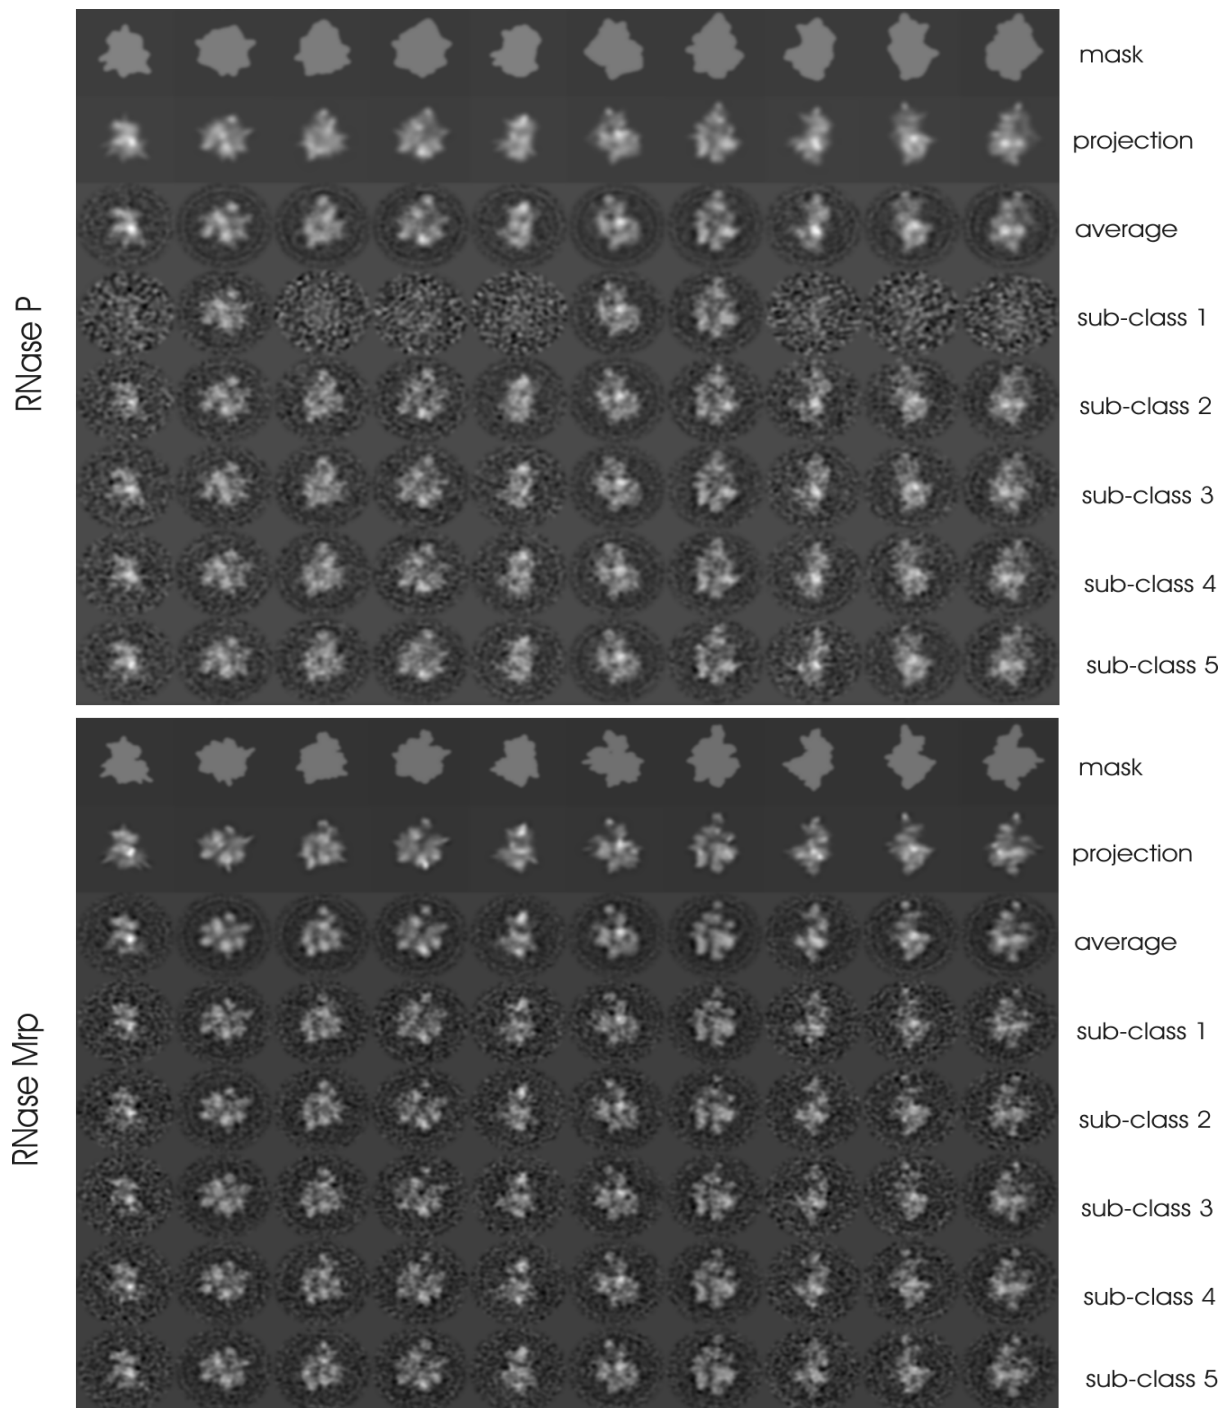 RNase P
mask
projection
average
sub-class 1
sub-class 2
sub-class 3
sub-class 4
sub-class 5
RNase Mrp
mask
projection
average
sub-class 1
sub-class 2
sub-class 3
sub-class 4
sub-class 5